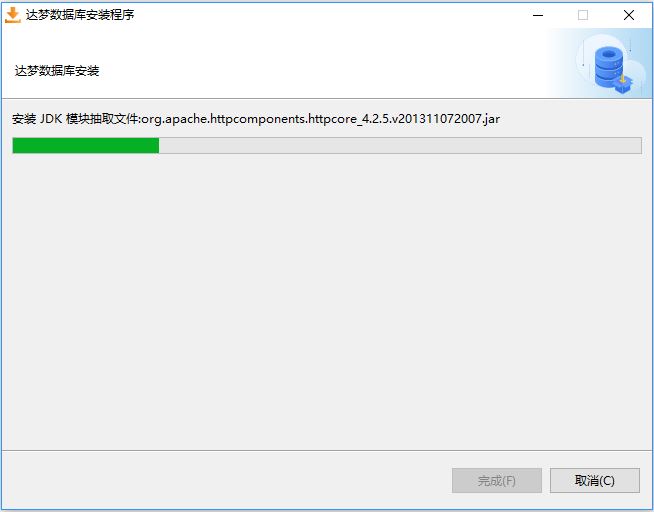 达梦数据库安装程序
达梦数据库安装
安装 JDK 模块抽取文件:org.apache.httpcomponents.httpcore_4.2.5.v201311072007.jar
完成(F)
取消(C)